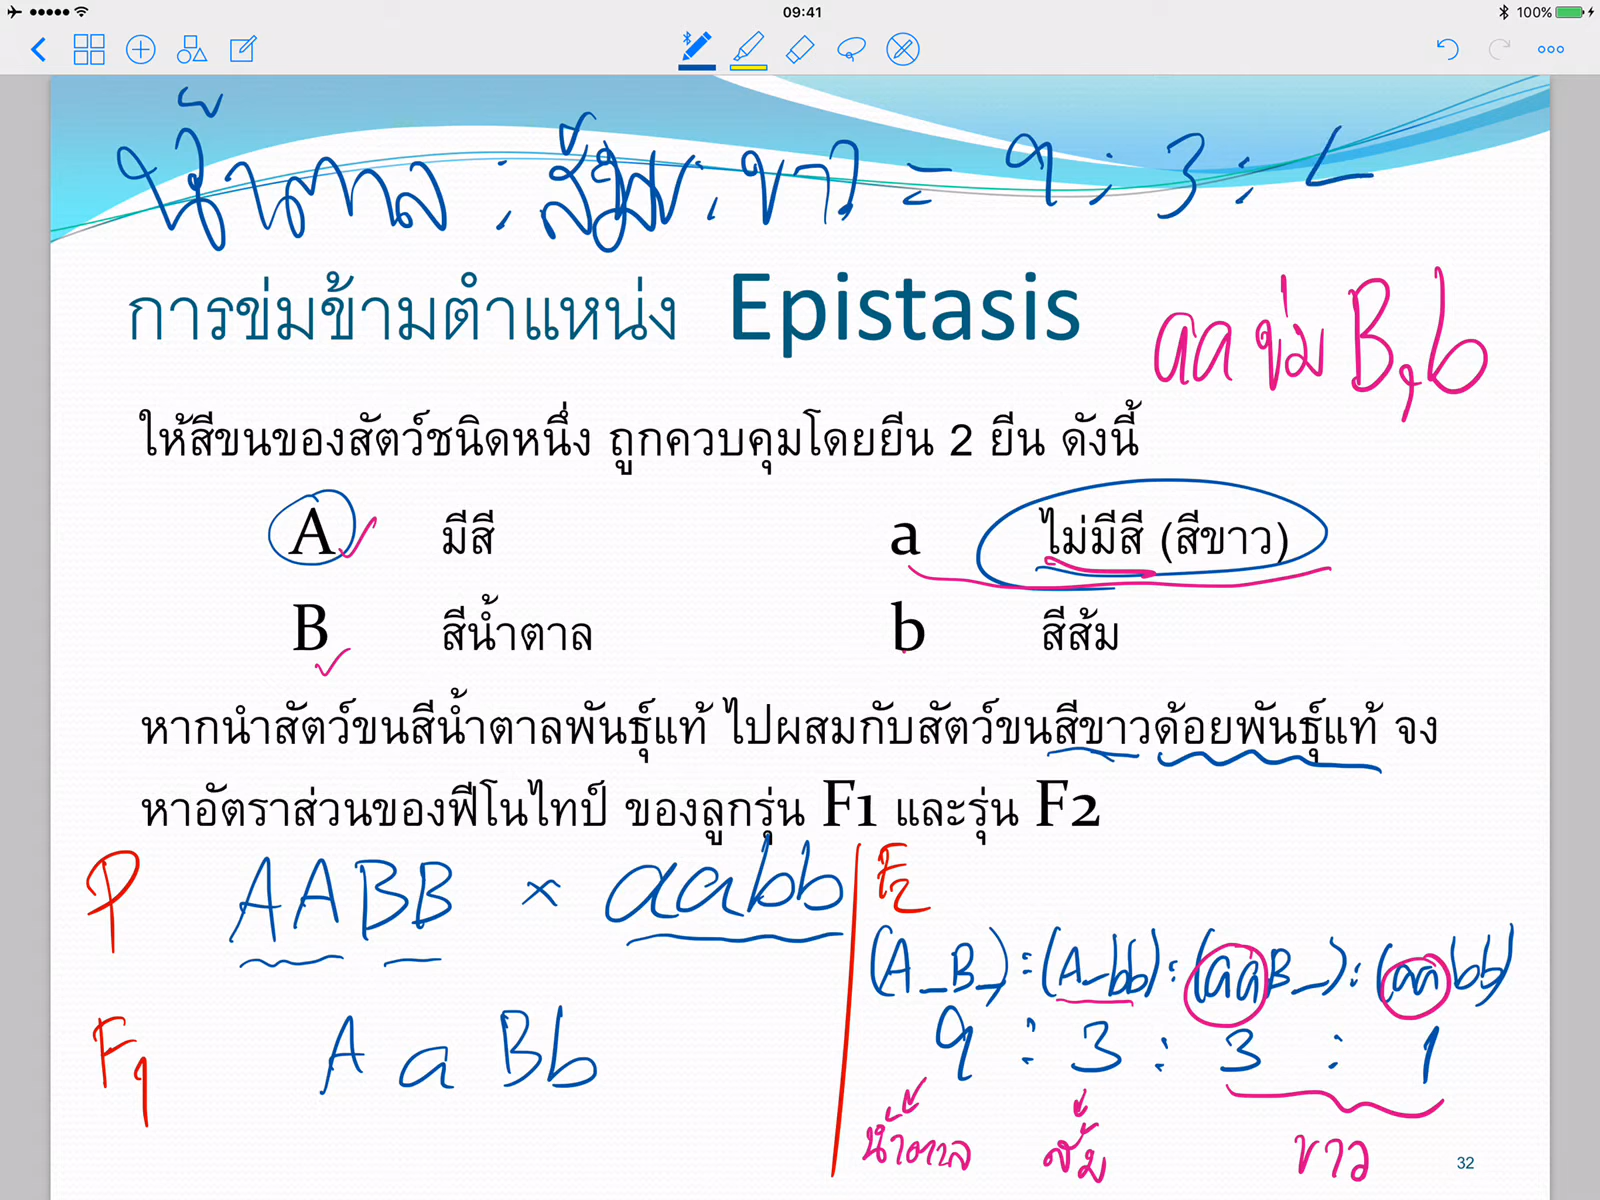 09:41
100%
น้ำตาล : ส้ม : ขาว = 9 : 3 : 4
การข่มข้ามตำแหน่ง Epistasis
aa ข่ม B, b
ให้สีขนของสัตว์ชนิดหนึ่ง ถูกควบคุมโดยยีน 2 ยีน ดังนี้
A มีสี a ไม่มีสี (สีขาว)
B สีน้ำตาล b สีส้ม
หากนำสัตว์ขนสีน้ำตาลพันธุ์แท้ ไปผสมกับสัตว์ขนสีขาวด้อยพันธุ์แท้ จง
หาอัตราส่วนของฟีโนไทป์ ของลูกรุ่น F1 และรุ่น F2
P AABB × aabb
F1 AaBb
F2
(A_B_) : (A_bb) : (aaB_) : (aabb)
9 : 3 : 3 : 1
น้ำตาล ส้ม ขาว
32